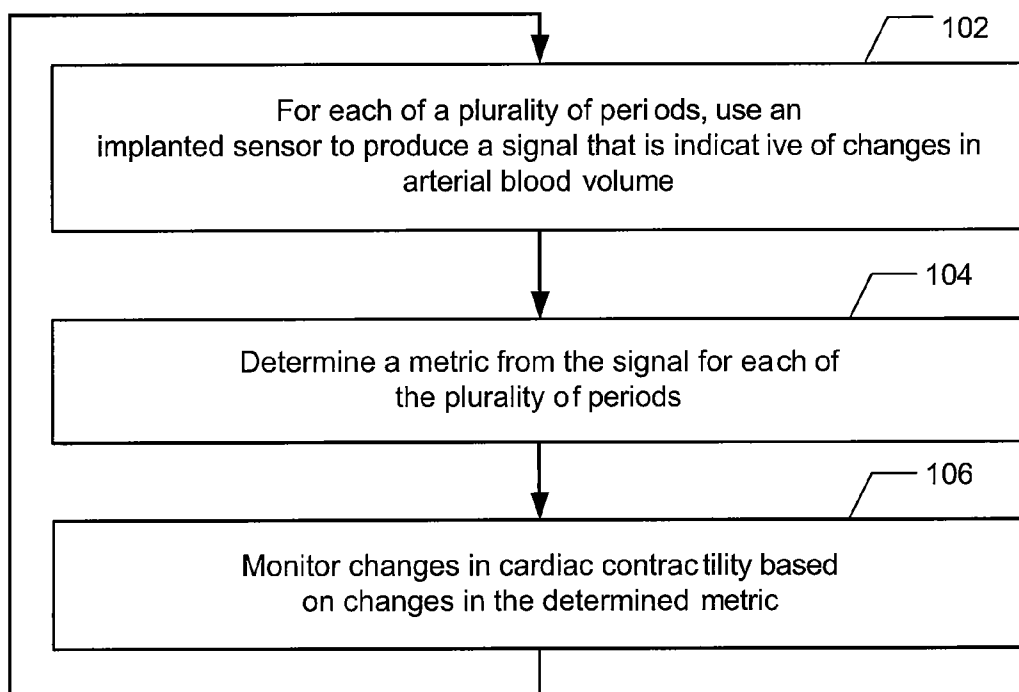 102
For each of a plurality of periods, use an
implanted sensor to produce a signal that is indicative of changes in
arterial blood volume
104
Determine a metric from the signal for each of
the plurality of periods
106
Monitor changes in cardiac contractility based
on changes in the determined metric